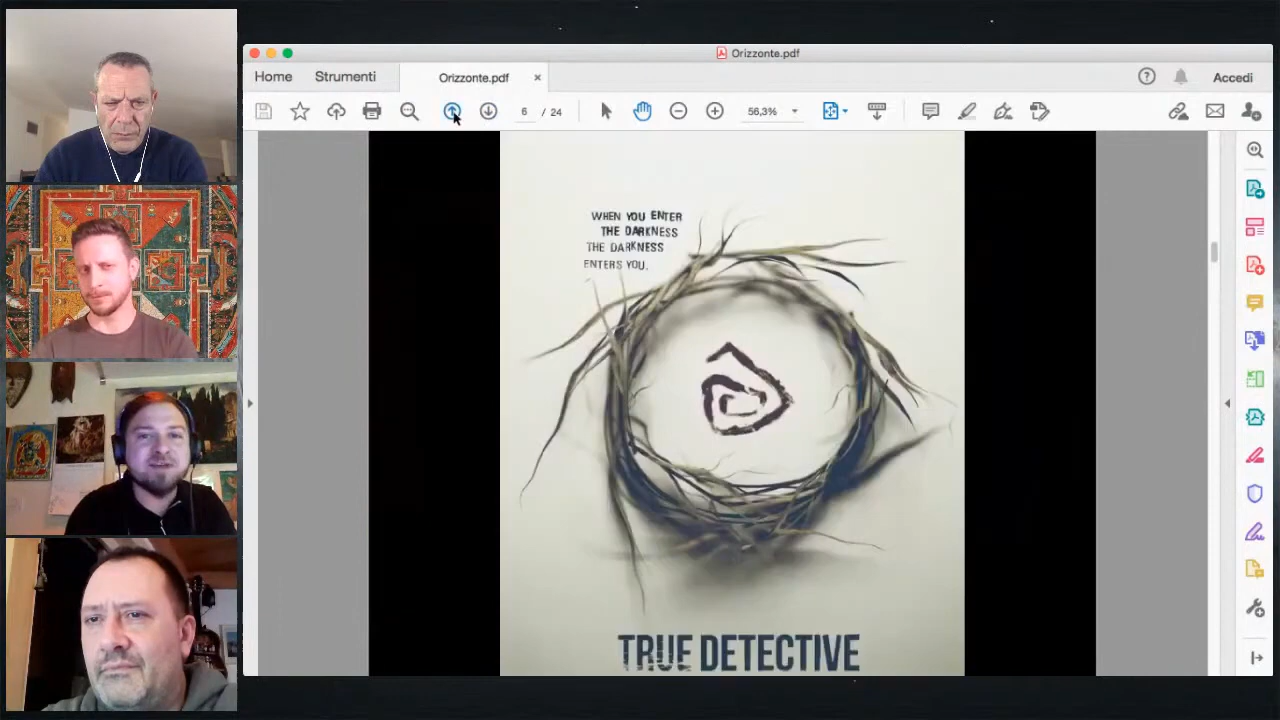 Orizzonte.pdf
Home
Strumenti
Orizzonte.pdf
Accedi
6 / 24
56,3%
WHEN YOU ENTER
THE DARKNESS
THE DARKNESS
ENTERS YOU.
TRUE DETECTIVE